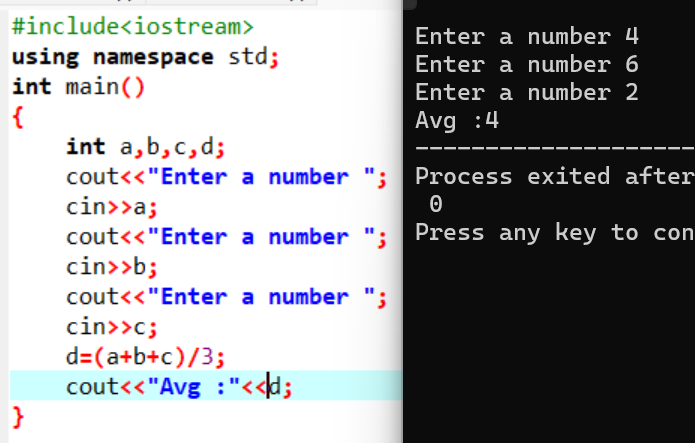 #include<iostream>
using namespace std;
int main()
{
    int a,b,c,d;
    cout<<"Enter a number ";
    cin>>a;
    cout<<"Enter a number ";
    cin>>b;
    cout<<"Enter a number ";
    cin>>c;
    d=(a+b+c)/3;
    cout<<"Avg :"<<d;
}
Enter a number 4
Enter a number 6
Enter a number 2
Avg :4
--------------------
Process exited after
 0
Press any key to con